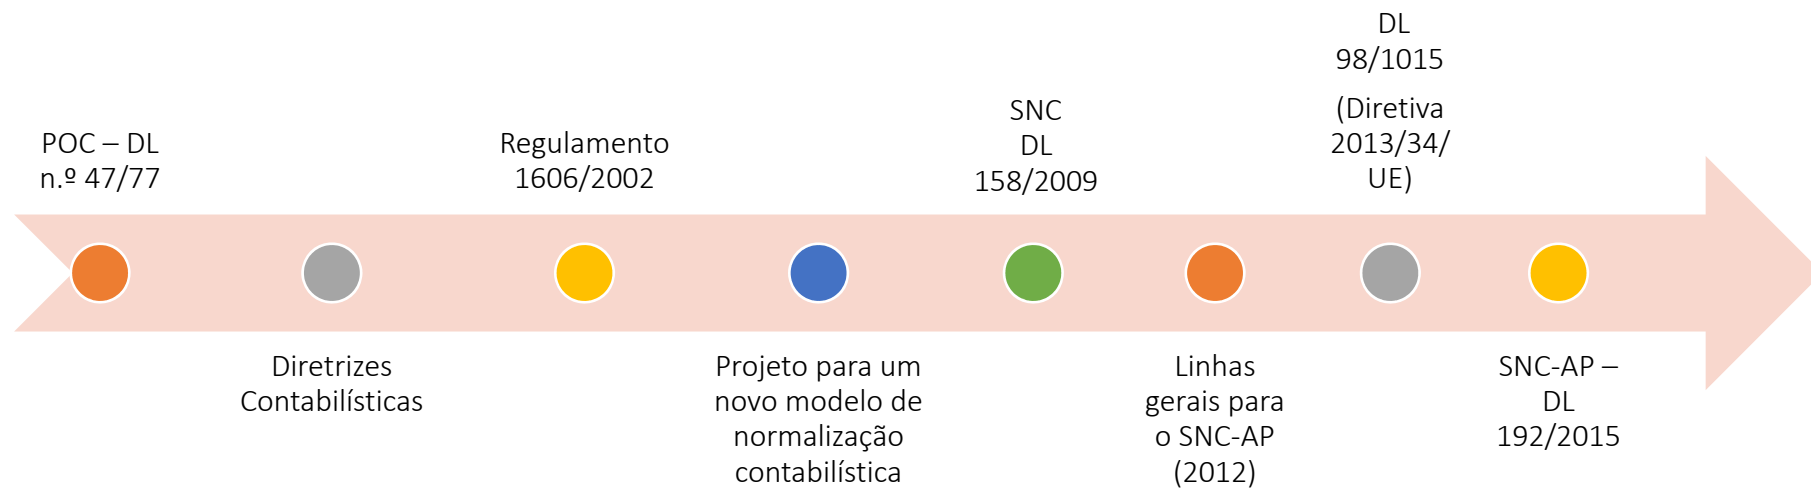 POC – DL
n.º 47/77
Diretrizes
Contabilísticas
Regulamento
1606/2002
Projeto para um
novo modelo de
normalização
contabilística
SNC
DL
158/2009
Linhas
gerais para
o SNC-AP
(2012)
DL
98/1015
(Diretiva
2013/34/
UE)
SNC-AP –
DL
192/2015